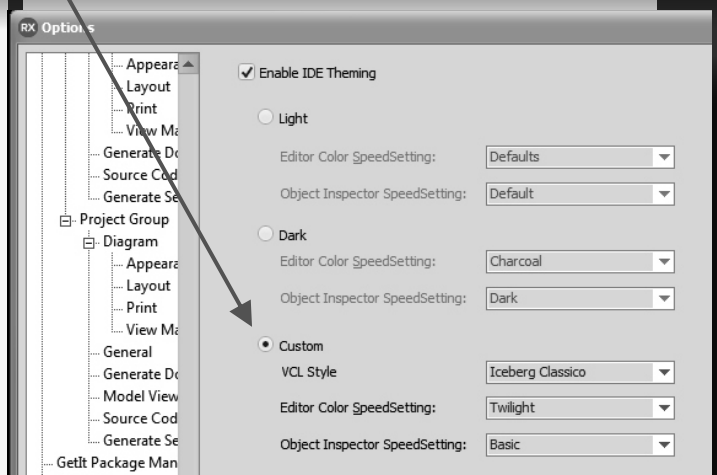 RX Options
Appeara
Layout
Print
View Ma
Generate Do
Source Cod
Generate Se
Project Group
Diagram
Appeara
Layout
Print
View Ma
General
Generate Do
Model View
Source Cod
Generate Se
GetIt Package Man
Enable IDE Theming
Light
Editor Color SpeedSetting: Defaults
Object Inspector SpeedSetting: Default
Dark
Editor Color SpeedSetting: Charcoal
Object Inspector SpeedSetting: Dark
Custom
VCL Style Iceberg Classico
Editor Color SpeedSetting: Twilight
Object Inspector SpeedSetting: Basic